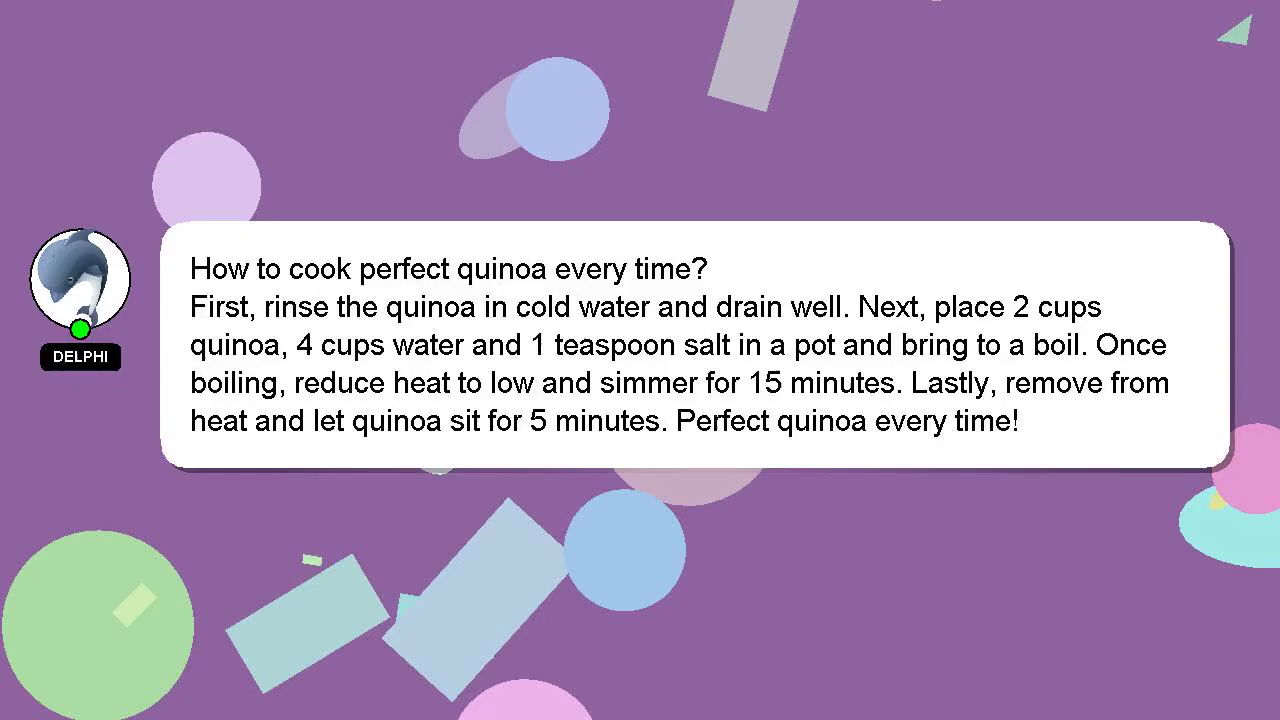 How to cook perfect quinoa every time?
First, rinse the quinoa in cold water and drain well. Next, place 2 cups
quinoa, 4 cups water and 1 teaspoon salt in a pot and bring to a boil. Once
boiling, reduce heat to low and simmer for 15 minutes. Lastly, remove from
heat and let quinoa sit for 5 minutes. Perfect quinoa every time!
DELPHI